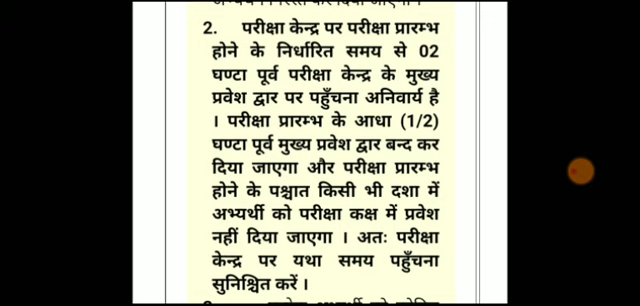 2. परीक्षा केन्द्र पर परीक्षा प्रारम्भ
होने के निर्धारित समय से 02
घण्टा पूर्व परीक्षा केन्द्र के मुख्य
प्रवेश द्वार पर पहुँचना अनिवार्य है
। परीक्षा प्रारम्भ के आधा (1/2)
घण्टा पूर्व मुख्य प्रवेश द्वार बन्द कर
दिया जाएगा और परीक्षा प्रारम्भ
होने के पश्चात किसी भी दशा में
अभ्यर्थी को परीक्षा कक्ष में प्रवेश
नहीं दिया जाएगा । अतः परीक्षा
केन्द्र पर यथा समय पहुँचना
सुनिश्चित करें ।